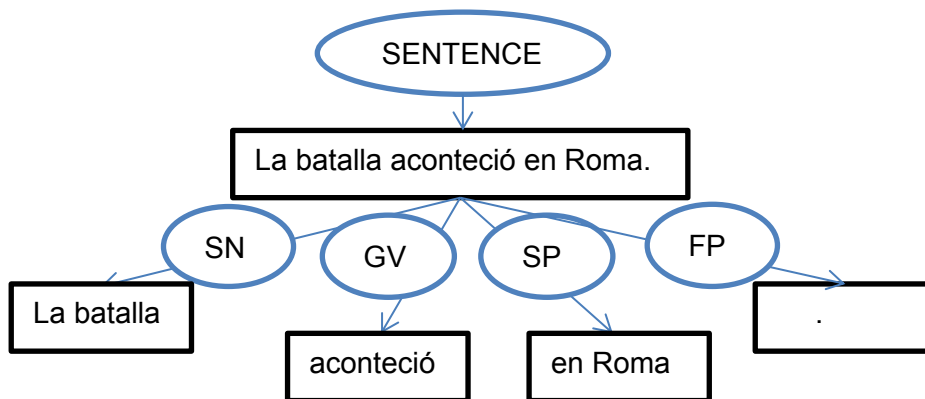 SENTENCE
La batalla aconteció en Roma.
SN
GV
SP
FP
La batalla
aconteció
en Roma
.